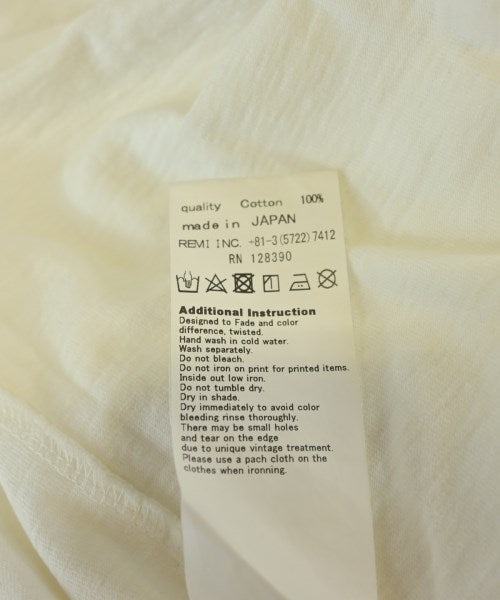 quality Cotton 100%
made in JAPAN
REMI INC. +81-3(5722)7412
RN 128390
Additional Instruction
Designed to Fade and color
difference, twisted.
Hand wash in cold water.
Wash separately.
Do not bleach.
Do not iron on print for printed items.
Inside out low iron.
Do not tumble dry.
Dry in shade.
Dry immediately to avoid color
bleeding rinse thoroughly.
There may be small holes
and tear on the edge
due to unique vintage treatment.
Please use a pach cloth on the
clothes when ironning.